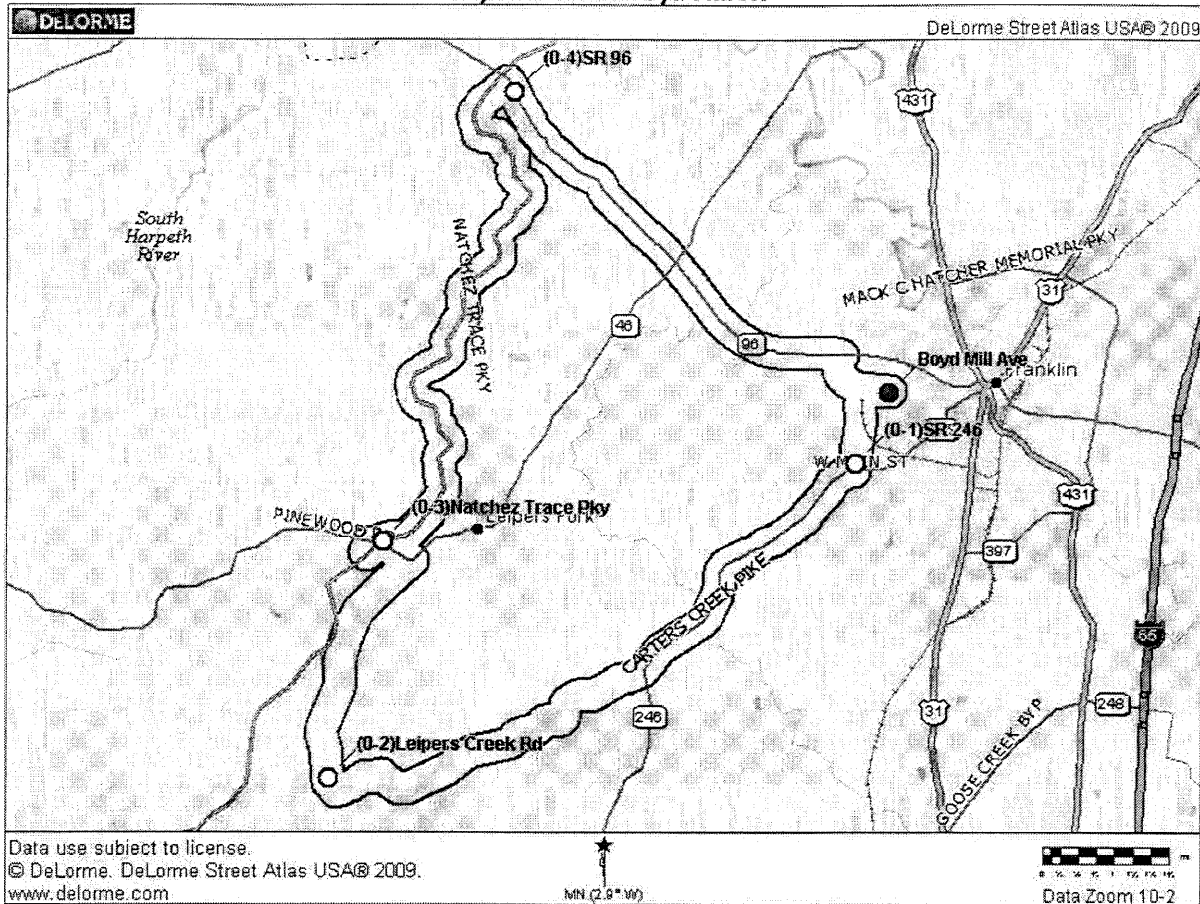 DELORME
DeLorme Street Atlas USA® 2009
(0-4)SR 96
431
South
Harpeth
River
NATCHEZ TRACE PKY
MACK C HATCHER MEMORIAL PKY
31
46
96
Boyd Mill Ave
Franklin
(0-1)SR 246
W MAIN ST
431
(0-3)Natchez Trace Pky
Leipers Fork
PINEWOOD
397
CARTERS CREEK PIKE
65
246
248
31
(0-2)Leipers Creek Rd
GOOSE CREEK BYP
Data use subject to license.
© DeLorme. DeLorme Street Atlas USA® 2009.
www.delorme.com
MN (2.9° W)
Data Zoom 10-2